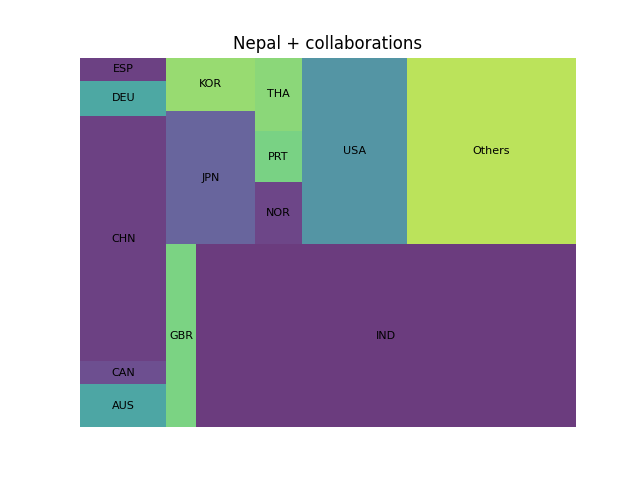 Nepal + collaborations
ESP
DEU
CHN
CAN
AUS
KOR
JPN
GBR
THA
PRT
NOR
USA
Others
IND